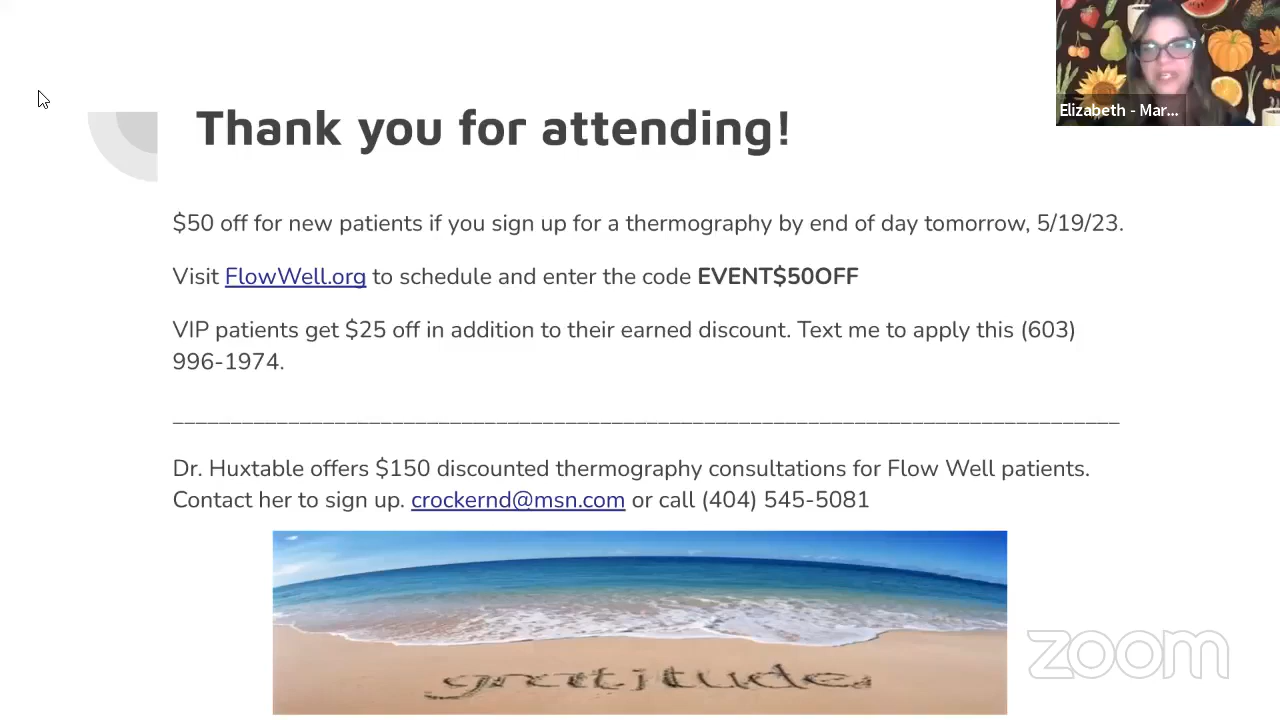 Elizabeth - Mar...
Thank you for attending!
$50 off for new patients if you sign up for a thermography by end of day tomorrow, 5/19/23.
Visit FlowWell.org to schedule and enter the code EVENT$50OFF
VIP patients get $25 off in addition to their earned discount. Text me to apply this (603)
996-1974.
Dr. Huxtable offers $150 discounted thermography consultations for Flow Well patients.
Contact her to sign up. crockernd@msn.com or call (404) 545-5081
gratitude
zoom